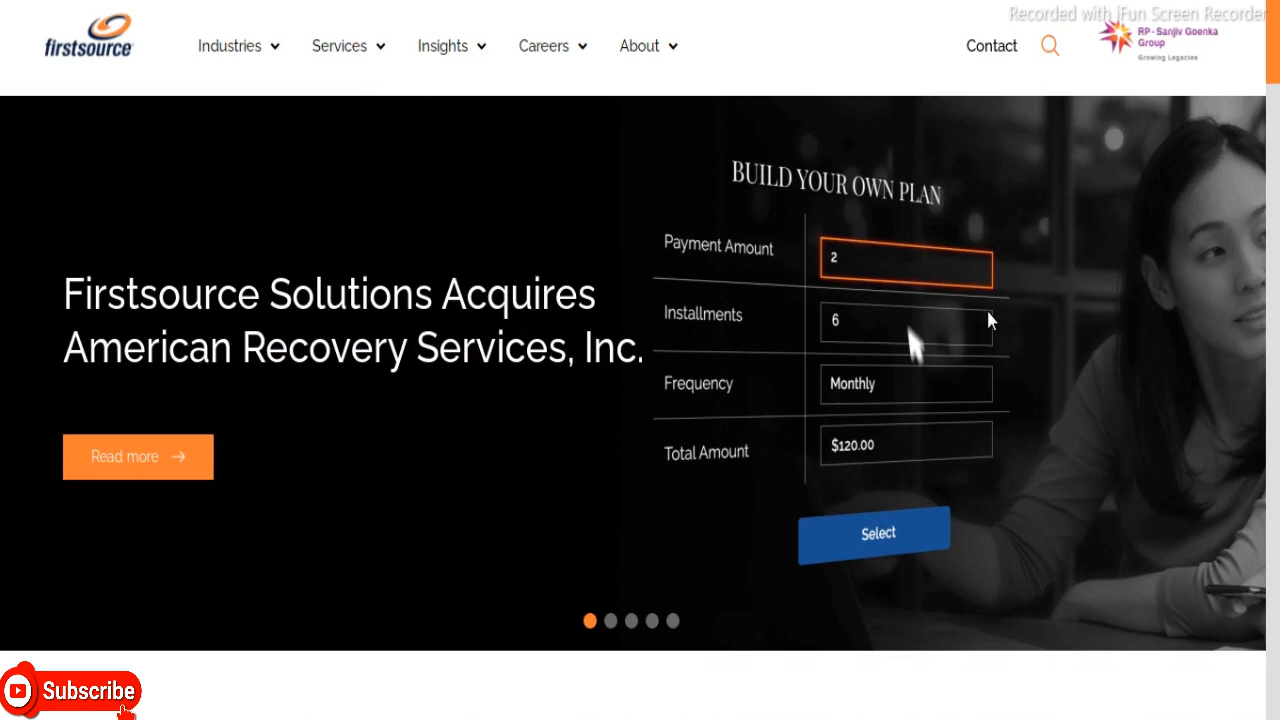 Recorded with iFun Screen Recorder
firstsource
Industries
Services
Insights
Careers
About
Contact
RP - Sanjiv Goenka
Group
Growing Legacies
BUILD YOUR OWN PLAN
Payment Amount 2
Installments 6
Frequency Monthly
Total Amount $120.00
Select
Firstsource Solutions Acquires
American Recovery Services, Inc.
Read more
Subscribe